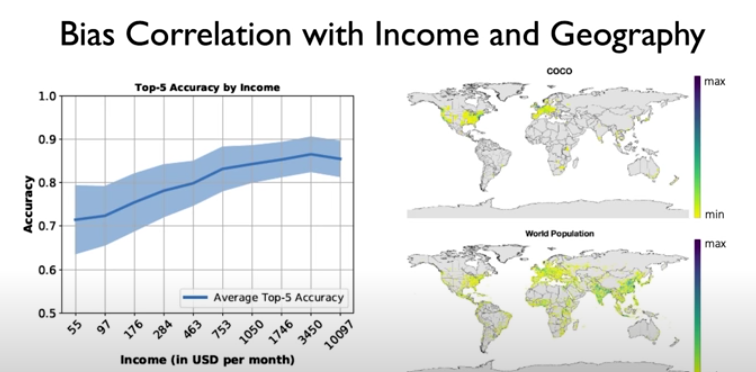 Bias Correlation with Income and Geography
Top-5 Accuracy by Income
1.0
0.9
0.8
0.7
0.6
0.5
Accuracy
Average Top-5 Accuracy
55
97
176
284
463
753
1050
1746
3450
10097
Income (in USD per month)
COCO
max
min
World Population
max